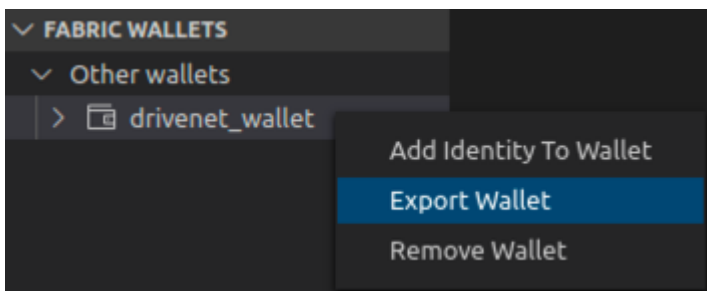 FABRIC WALLETS
Other wallets
drivenet_wallet
Add Identity To Wallet
Export Wallet
Remove Wallet